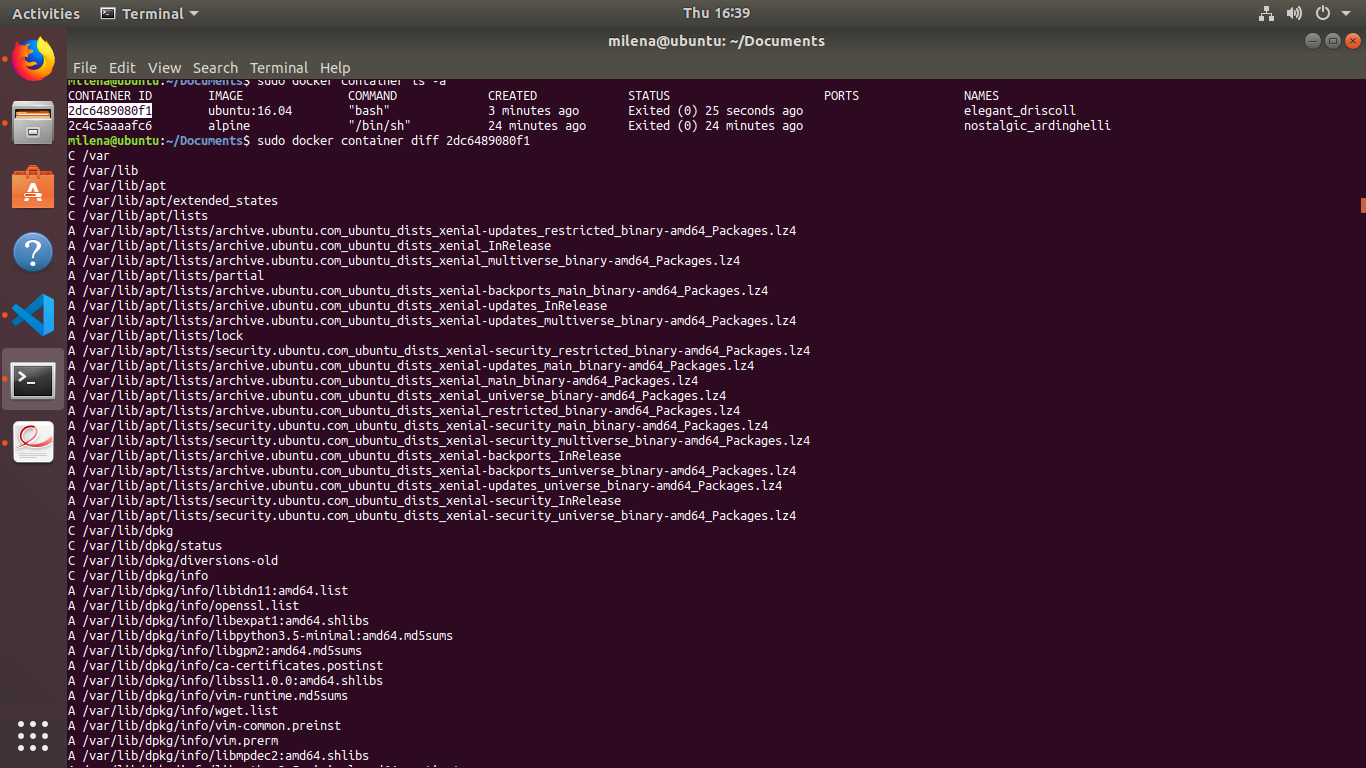 Activities Terminal Thu 16:39
milena@ubuntu: ~/Documents
File Edit View Search Terminal Help
milena@ubuntu:~/Documents$ sudo docker container ls -a
CONTAINER ID IMAGE COMMAND CREATED STATUS PORTS NAMES
2dc6489080f1 ubuntu:16.04 "bash" 3 minutes ago Exited (0) 25 seconds ago elegant_driscoll
2c4c5aaaafc6 alpine "/bin/sh" 24 minutes ago Exited (0) 24 minutes ago nostalgic_ardinghelli
milena@ubuntu:~/Documents$ sudo docker container diff 2dc6489080f1
C /var
C /var/lib
C /var/lib/apt
C /var/lib/apt/extended_states
C /var/lib/apt/lists
A /var/lib/apt/lists/archive.ubuntu.com_ubuntu_dists_xenial-updates_restricted_binary-amd64_Packages.lz4
A /var/lib/apt/lists/archive.ubuntu.com_ubuntu_dists_xenial_InRelease
A /var/lib/apt/lists/archive.ubuntu.com_ubuntu_dists_xenial_multiverse_binary-amd64_Packages.lz4
A /var/lib/apt/lists/partial
A /var/lib/apt/lists/archive.ubuntu.com_ubuntu_dists_xenial-backports_main_binary-amd64_Packages.lz4
A /var/lib/apt/lists/archive.ubuntu.com_ubuntu_dists_xenial-updates_InRelease
A /var/lib/apt/lists/archive.ubuntu.com_ubuntu_dists_xenial-updates_multiverse_binary-amd64_Packages.lz4
A /var/lib/apt/lists/lock
A /var/lib/apt/lists/security.ubuntu.com_ubuntu_dists_xenial-security_restricted_binary-amd64_Packages.lz4
A /var/lib/apt/lists/archive.ubuntu.com_ubuntu_dists_xenial-updates_main_binary-amd64_Packages.lz4
A /var/lib/apt/lists/archive.ubuntu.com_ubuntu_dists_xenial_main_binary-amd64_Packages.lz4
A /var/lib/apt/lists/archive.ubuntu.com_ubuntu_dists_xenial_universe_binary-amd64_Packages.lz4
A /var/lib/apt/lists/archive.ubuntu.com_ubuntu_dists_xenial_restricted_binary-amd64_Packages.lz4
A /var/lib/apt/lists/security.ubuntu.com_ubuntu_dists_xenial-security_main_binary-amd64_Packages.lz4
A /var/lib/apt/lists/security.ubuntu.com_ubuntu_dists_xenial-security_multiverse_binary-amd64_Packages.lz4
A /var/lib/apt/lists/archive.ubuntu.com_ubuntu_dists_xenial-backports_InRelease
A /var/lib/apt/lists/archive.ubuntu.com_ubuntu_dists_xenial-backports_universe_binary-amd64_Packages.lz4
A /var/lib/apt/lists/archive.ubuntu.com_ubuntu_dists_xenial-updates_universe_binary-amd64_Packages.lz4
A /var/lib/apt/lists/security.ubuntu.com_ubuntu_dists_xenial-security_InRelease
A /var/lib/apt/lists/security.ubuntu.com_ubuntu_dists_xenial-security_universe_binary-amd64_Packages.lz4
C /var/lib/dpkg
C /var/lib/dpkg/status
C /var/lib/dpkg/diversions-old
C /var/lib/dpkg/info
A /var/lib/dpkg/info/libidn11:amd64.list
A /var/lib/dpkg/info/openssl.list
A /var/lib/dpkg/info/libexpat1:amd64.shlibs
A /var/lib/dpkg/info/libpython3.5-minimal:amd64.md5sums
A /var/lib/dpkg/info/libgpm2:amd64.md5sums
A /var/lib/dpkg/info/ca-certificates.postinst
A /var/lib/dpkg/info/libssl1.0.0:amd64.shlibs
A /var/lib/dpkg/info/vim-runtime.md5sums
A /var/lib/dpkg/info/wget.list
A /var/lib/dpkg/info/vim-common.preinst
A /var/lib/dpkg/info/vim.prerm
A /var/lib/dpkg/info/libmpdec2:amd64.shlibs